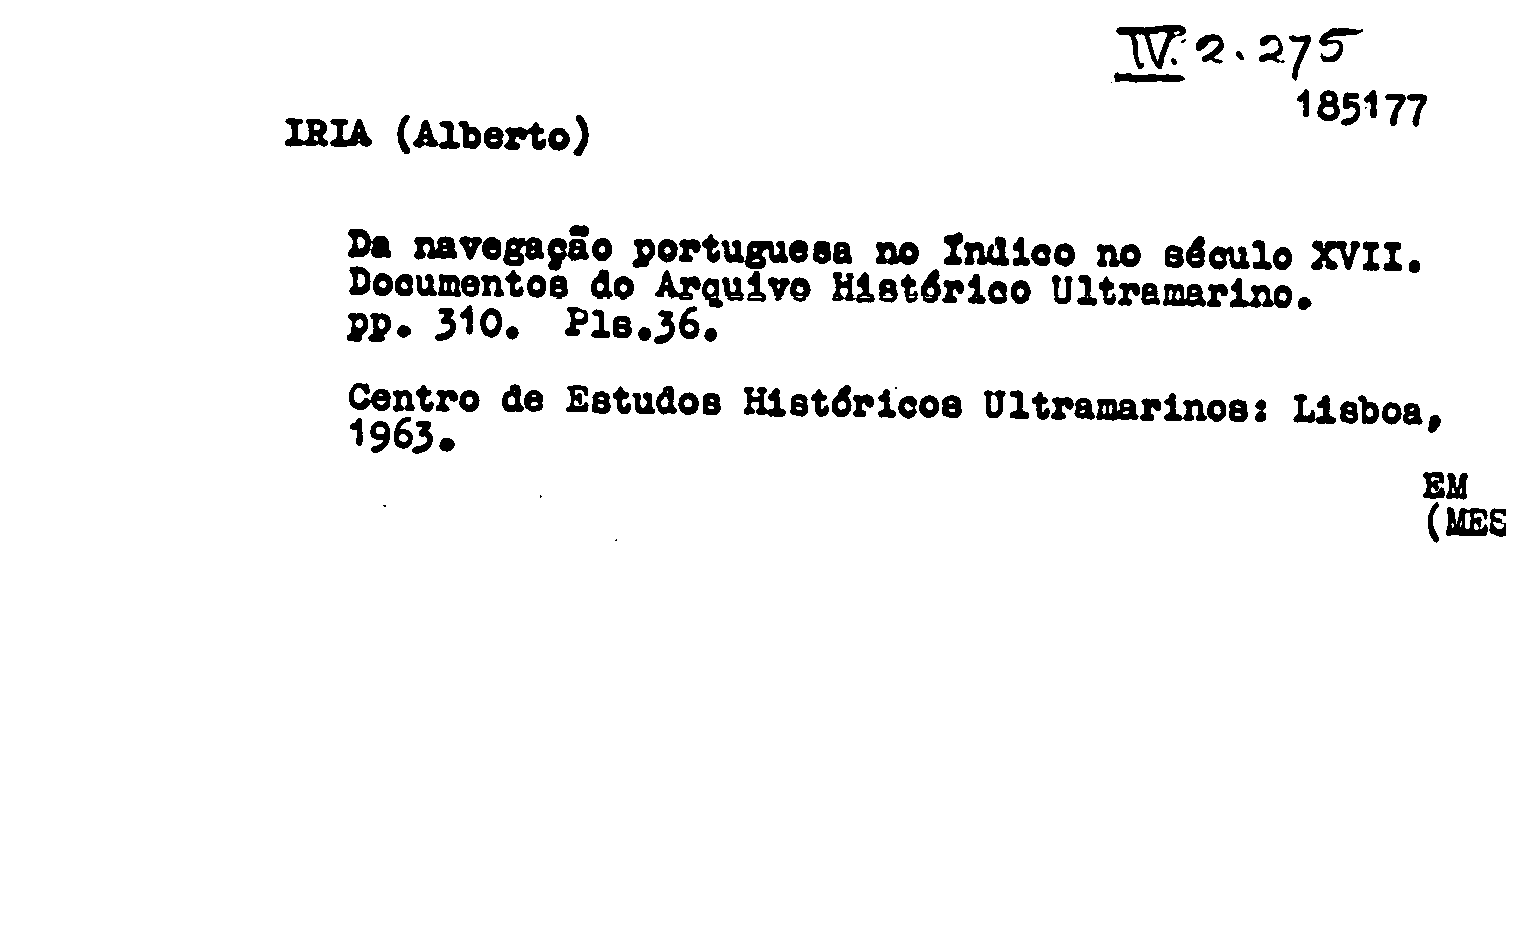 IV. 2. 275
185177
IRIA (Alberto)
Da navegação portuguesa no Índico no século XVII.
Documentos do Arquivo Histórico Ultramarino.
pp. 310. Pls.36.
Centro de Estudos Históricos Ultramarinos: Lisboa,
1963.
EM
(MES